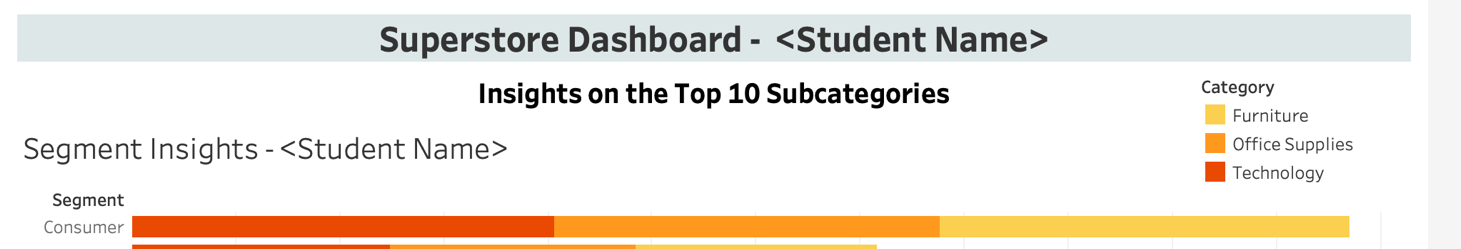 Superstore Dashboard -  <Student Name>
Insights on the Top 10 Subcategories
Category
Furniture
Office Supplies
Technology
Segment Insights - <Student Name>
Segment
Consumer